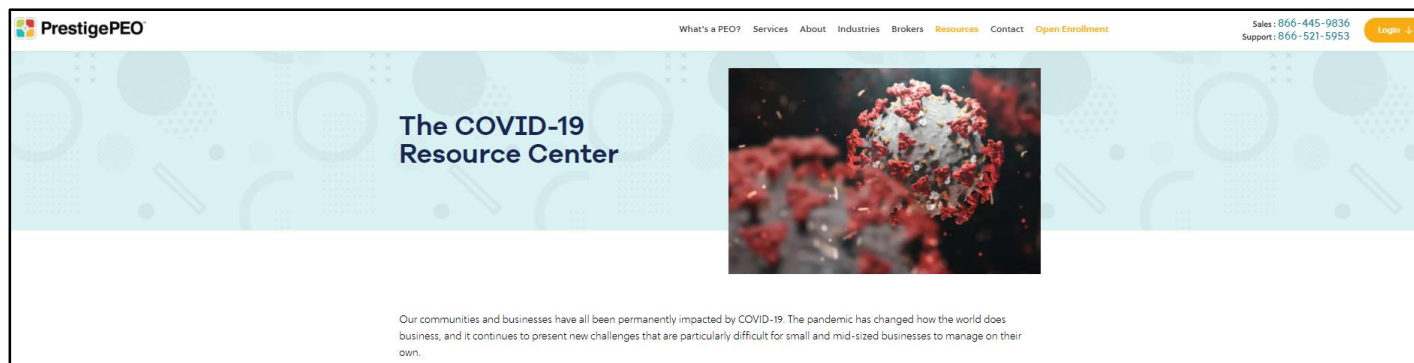 PrestigePEO
What's a PEO? Services About Industries Brokers Resources Contact Open Enrollment
Sales : 866-445-9836
Support : 866-521-5953
Login ↓
The COVID-19
Resource Center
Our communities and businesses have all been permanently impacted by COVID-19. The pandemic has changed how the world does
business, and it continues to present new challenges that are particularly difficult for small and mid-sized businesses to manage on their
own.